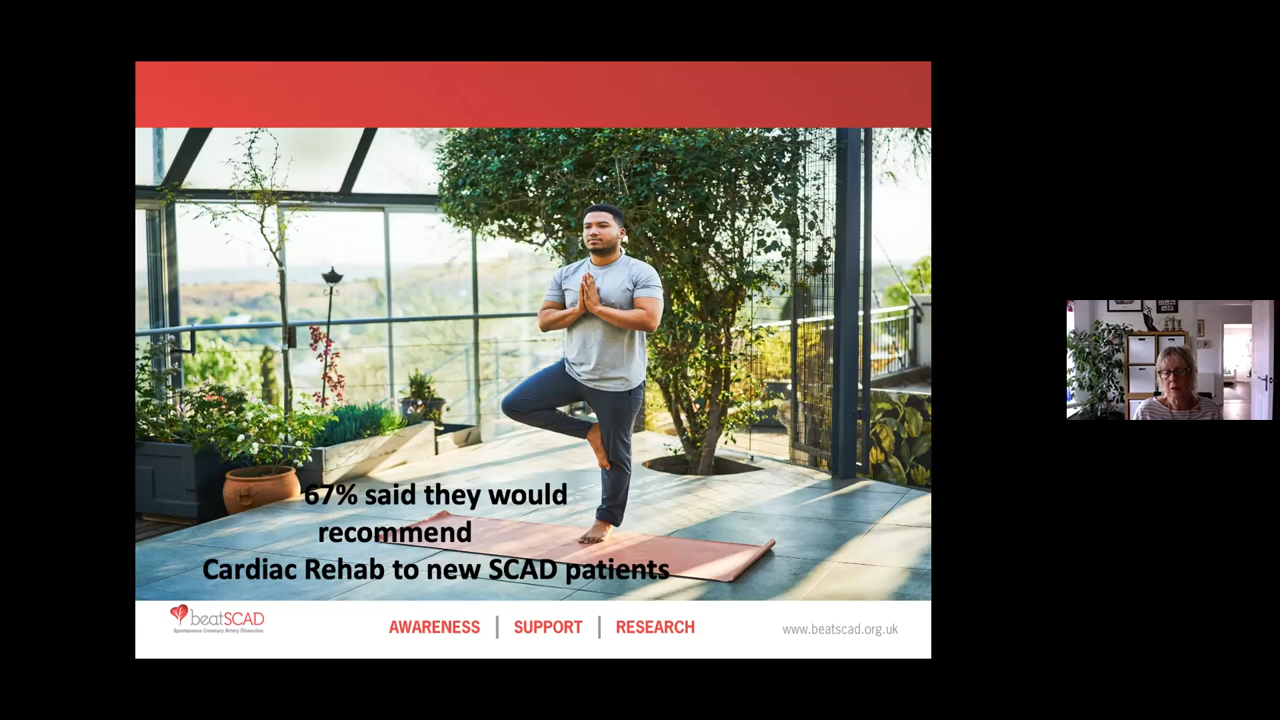 67% said they would
recommend
Cardiac Rehab to new SCAD patients
beatSCAD
Spontaneous Coronary Artery Dissection
AWARENESS | SUPPORT | RESEARCH
www.beatscad.org.uk